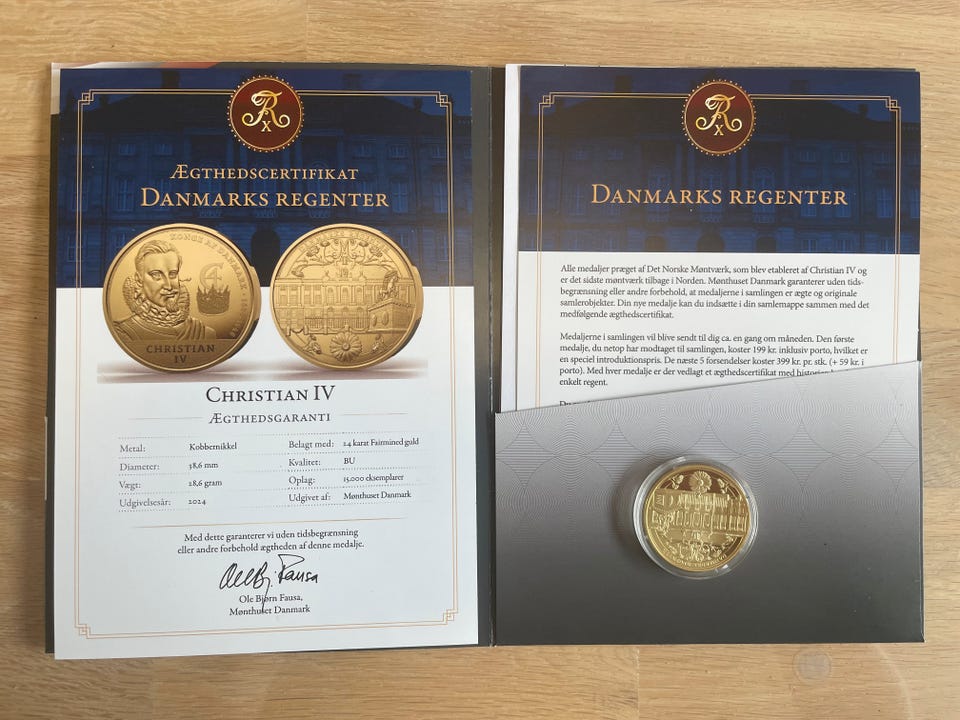 ÆGTHEDSCERTIFIKAT
DANMARKS REGENTER
KONGE AF DANMARK
CHRISTIAN
IV
CHRISTIAN IV
ÆGTHEDSGARANTI
Metal: Kobbernikkel Belagt med: 24 karat Fairmined guld
Diameter: 38,6 mm Kvalitet: BU
Vægt: 28,6 gram Oplag: 15.000 eksemplarer
Udgivelsesår: 2024 Udgivet af: Mønthuset Danmark
Med dette garanterer vi uden tidsbegrænsning
eller andre forbehold ægtheden af denne medalje.
Ole Bjørn Fausa,
Mønthuset Danmark
DANMARKS REGENTER
Alle medaljer præget af Det Norske Møntværk, som blev etableret af Christian IV og
er det sidste møntværk tilbage i Norden. Mønthuset Danmark garanterer uden tids-
begrænsning eller andre forbehold, at medaljerne i samlingen er ægte og originale
samlerobjekter. Din nye medalje kan du indsætte i din samlemappe sammen med det
medfølgende ægthedscertifikat.
Medaljerne i samlingen vil blive sendt til dig ca. en gang om måneden. Den første
medalje, du netop har modtaget til samlingen, koster 199 kr. inklusiv porto, hvilket er
en speciel introduktionspris. De næste 5 forsendelser koster 399 kr. pr. stk. (+ 59 kr. i
porto). Med hver medalje er der vedlagt et ægthedscertifikat med
enkelt regent.